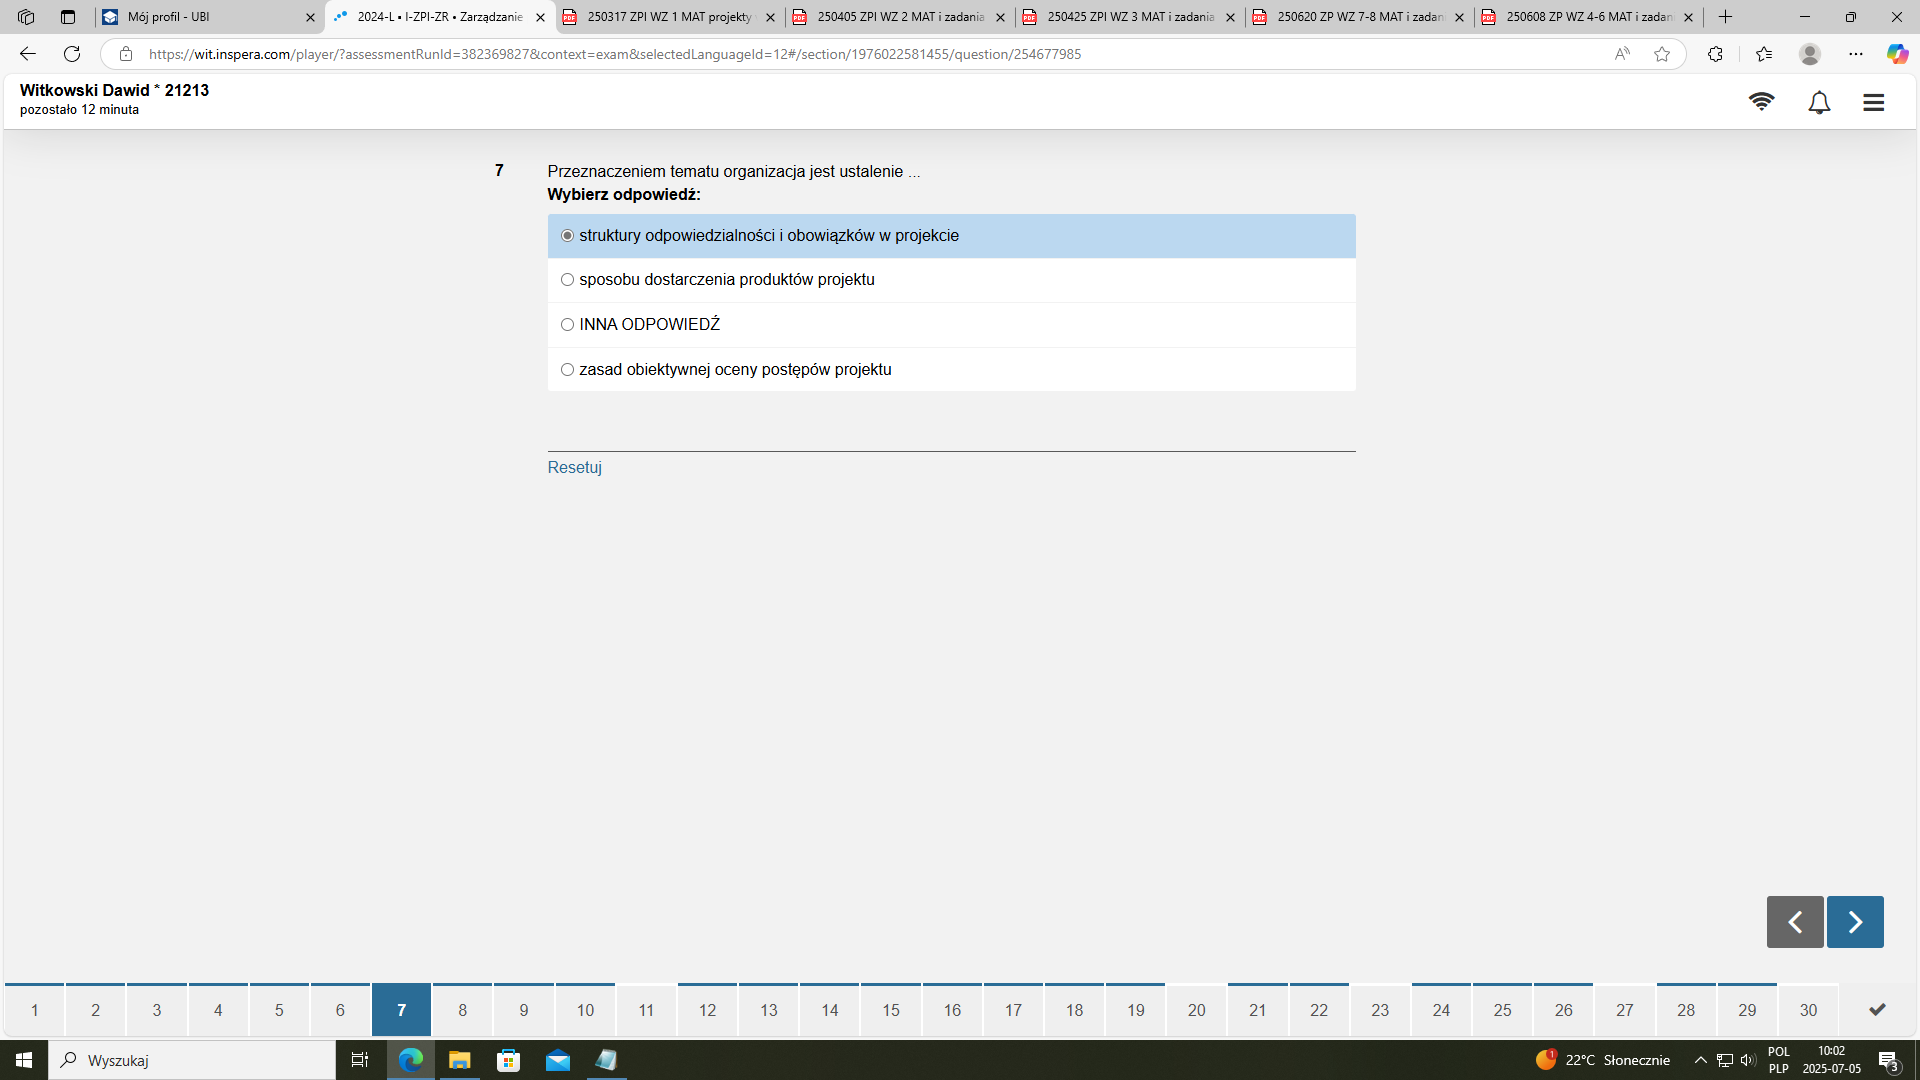 Mój profil - UBI
2024-L • I-ZPI-ZR • Zarządzanie
250317 ZPI WZ 1 MAT projekty
250405 ZPI WZ 2 MAT i zadania
250425 ZPI WZ 3 MAT i zadania
250620 ZP WZ 7-8 MAT i zadan
250608 ZP WZ 4-6 MAT i zadan
https://wit.inspera.com/player/?assessmentRunId=382369827&context=exam&selectedLanguageId=12#/section/1976022581455/question/254677985
Witkowski Dawid * 21213
pozostało 12 minuta
7
Przeznaczeniem tematu organizacja jest ustalenie ...
Wybierz odpowiedź:
struktury odpowiedzialności i obowiązków w projekcie
sposobu dostarczenia produktów projektu
INNA ODPOWIEDŹ
zasad obiektywnej oceny postępów projektu
Resetuj
1 2 3 4 5 6 7 8 9 10 11 12 13 14 15 16 17 18 19 20 21 22 23 24 25 26 27 28 29 30
Wyszukaj
1
22°C Słonecznie
POL
PLP
10:02
2025-07-05
3